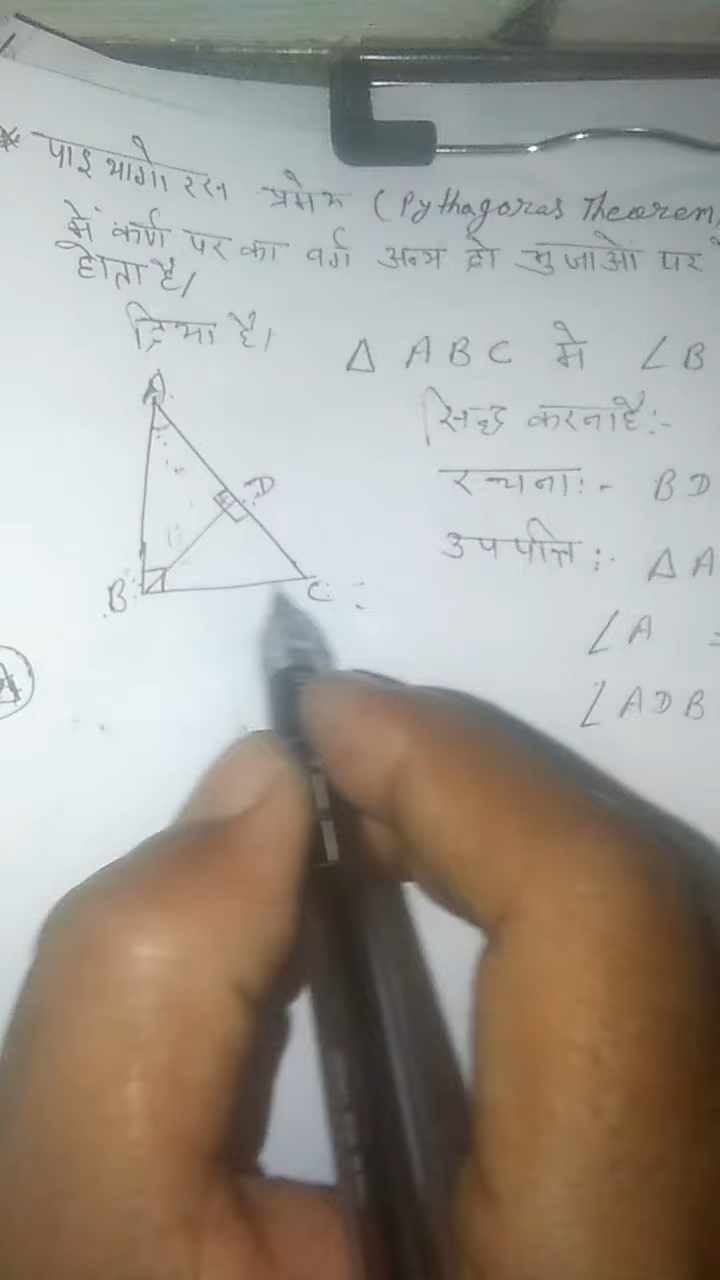 * पाइथागोरस प्रमेय (Pythagoras Theorem)
में कर्ण पर का वर्ग अन्य दो भुजाओं पर
होता है।
दिया है। Δ ABC मे ∠B
सिद्ध करना है:-
रचना:- BD
उपपत्ति:- ΔA
∠A =
∠ADB
A
D
B
C